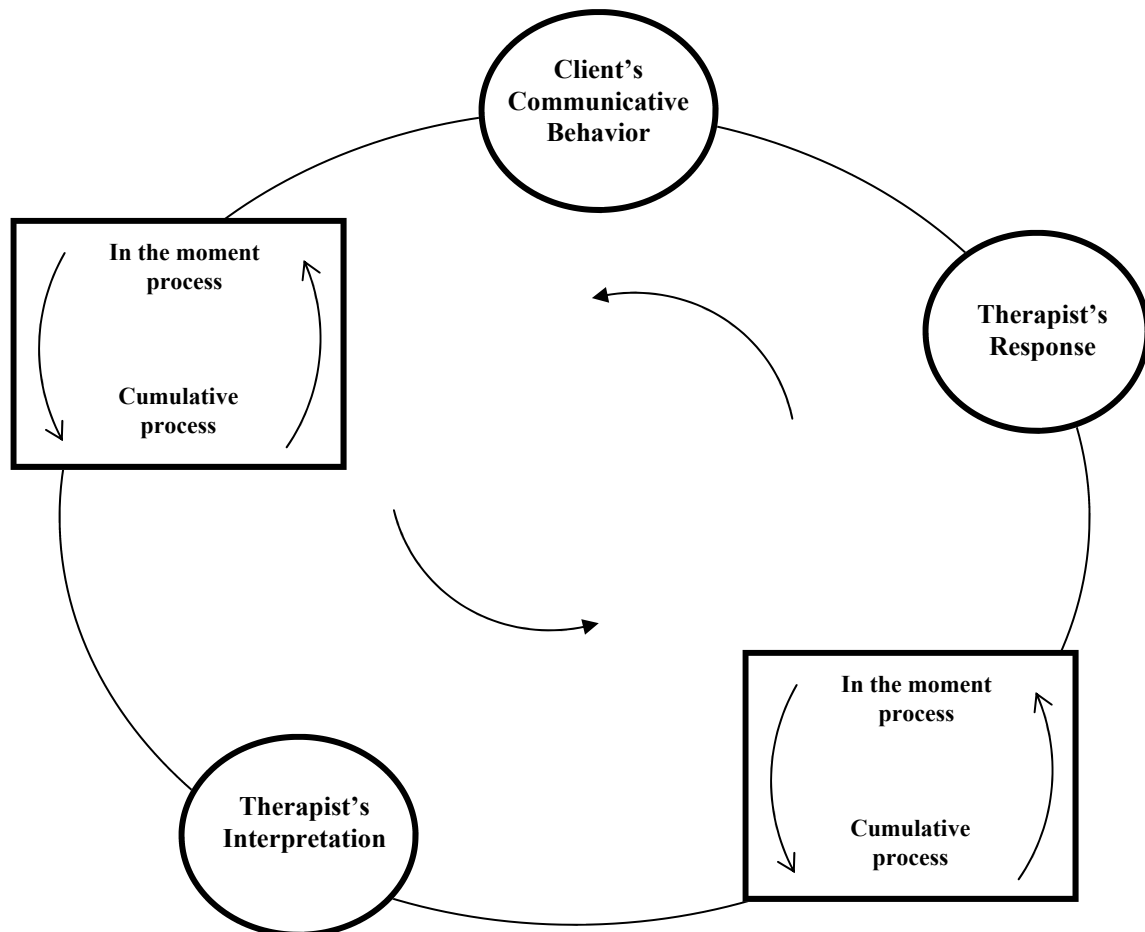 Client’s
Communicative
Behavior
In the moment
process
Cumulative
process
Therapist’s
Response
In the moment
process
Cumulative
process
Therapist’s
Interpretation